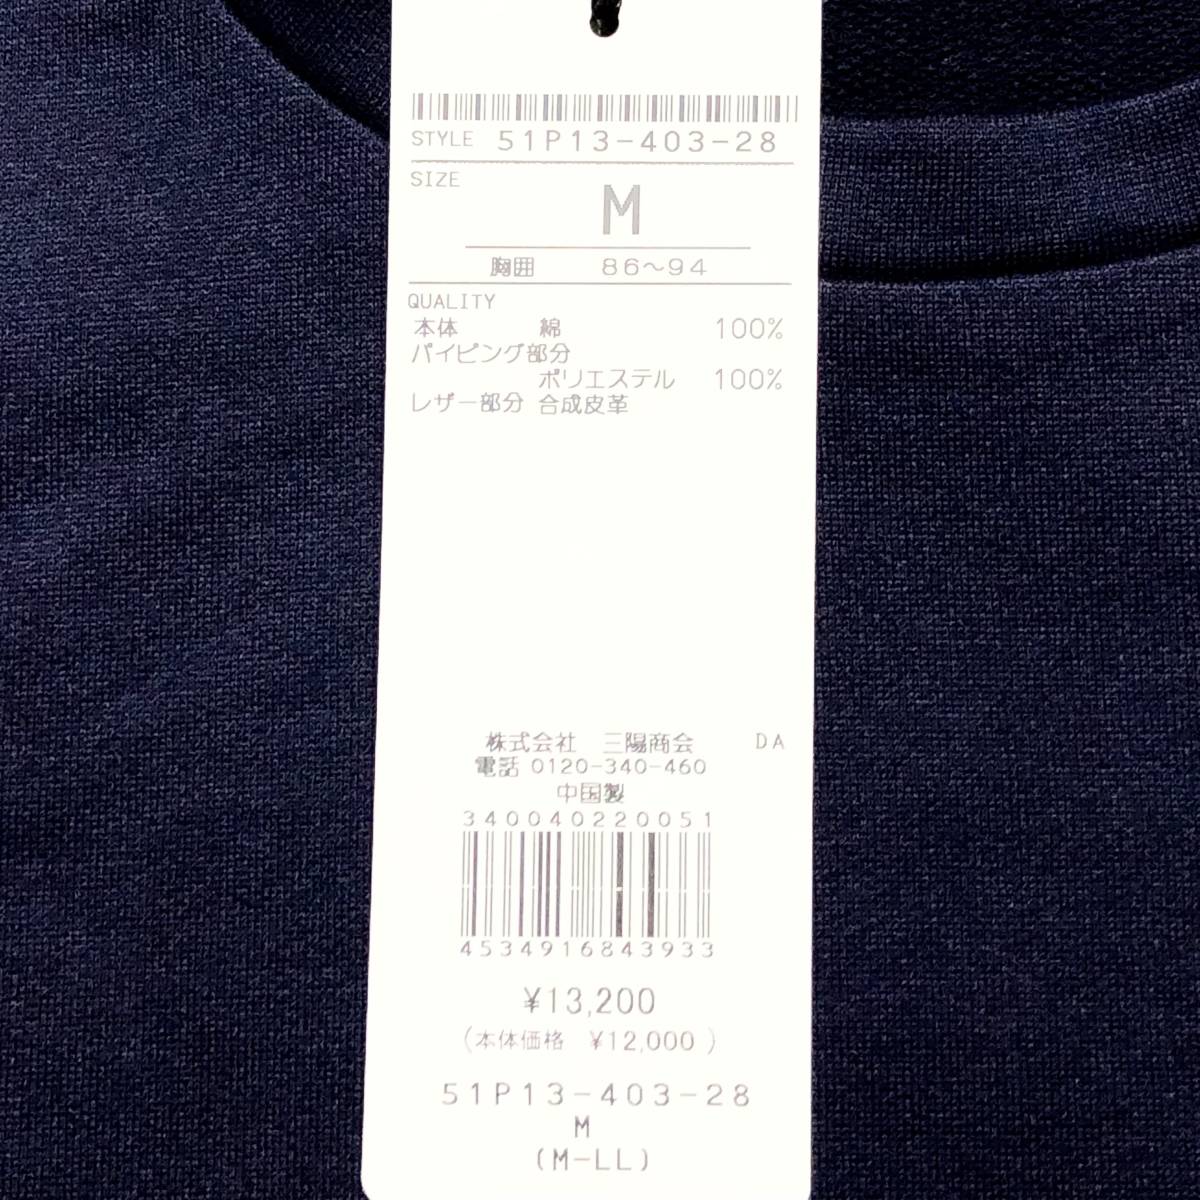 STYLE 51P13-403-28
SIZE
M
胸囲 86〜94
QUALITY
本体 綿 100%
パイピング部分
ポリエステル 100%
レザー部分 合成皮革
株式会社 三陽商会 DA
電話 0120-340-460
中国製
3400402200051
4534916843933
¥13,200
(本体価格 ¥12,000 )
51P13-403-28
M
(M-LL)